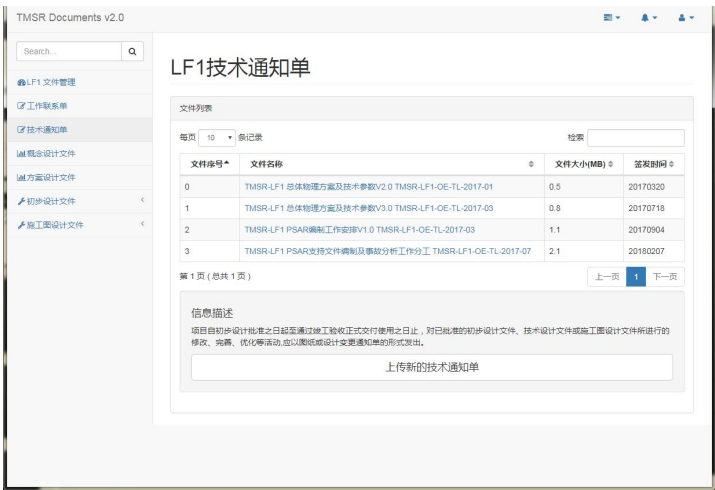 TMSR Documents v2.0
Search...
LF1 文件管理
工作联系单
技术通知单
概念设计文件
方案设计文件
初步设计文件
施工图设计文件
LF1技术通知单
文件列表
每页 10 条记录 检索
文件序号 文件名称 文件大小(MB) 签发时间
0 TMSR-LF1 总体物理方案及技术参数V2.0 TMSR-LF1-OE-TL-2017-01 0.5 20170320
1 TMSR-LF1 总体物理方案及技术参数V3.0 TMSR-LF1-OE-TL-2017-03 0.8 20170718
2 TMSR-LF1 PSAR编制工作安排V1.0 TMSR-LF1-OE-TL-2017-03 1.1 20170904
3 TMSR-LF1 PSAR支持文件编制及事故分析工作分工 TMSR-LF1-OE-TL-2017-07 2.1 20180207
第 1 页 ( 总共 1 页 ) 上一页 1 下一页
信息描述
项目自初步设计批准之日起至通过竣工验收正式交付使用之日止，对已批准的初步设计文件、技术设计文件或施工图设计文件所进行的
修改、完善、优化等活动,应以图纸或设计变更通知单的形式发出。
上传新的技术通知单